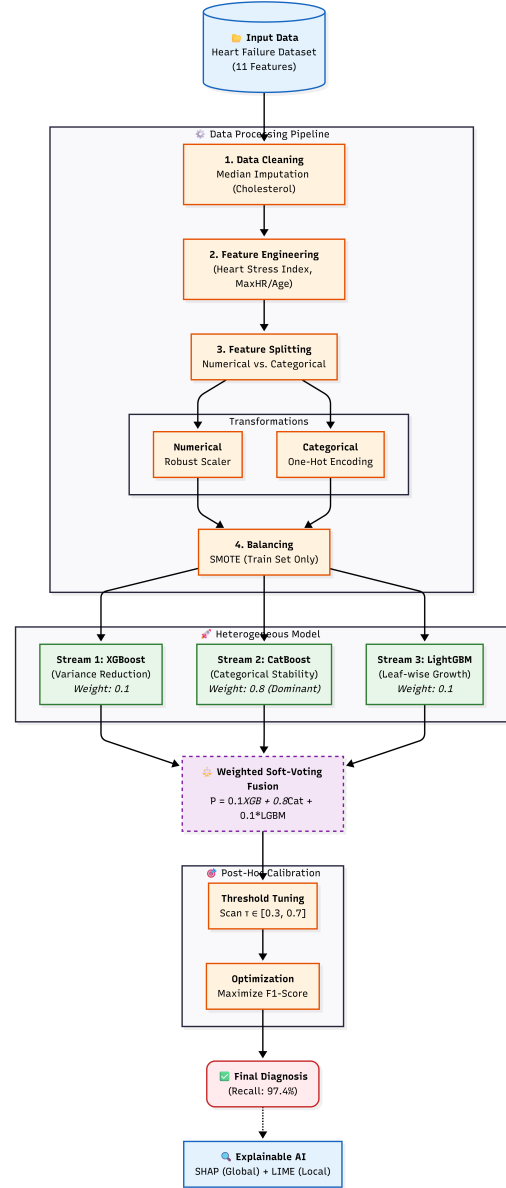 📁 Input Data
Heart Failure Dataset
(11 Features)
⚙️ Data Processing Pipeline
1. Data Cleaning
Median Imputation
(Cholesterol)
2. Feature Engineering
(Heart Stress Index,
MaxHR/Age)
3. Feature Splitting
Numerical vs. Categorical
Transformations
Numerical
Robust Scaler
Categorical
One-Hot Encoding
4. Balancing
SMOTE (Train Set Only)
🚀 Heterogeneous Model
Stream 1: XGBoost
(Variance Reduction)
Weight: 0.1
Stream 2: CatBoost
(Categorical Stability)
Weight: 0.8 (Dominant)
Stream 3: LightGBM
(Leaf-wise Growth)
Weight: 0.1
⚖️ Weighted Soft-Voting
Fusion
P = 0.1XGB + 0.8Cat +
0.1*LGBM
🎯 Post-Hoc Calibration
Threshold Tuning
Scan τ ∈ [0.3, 0.7]
Optimization
Maximize F1-Score
✅ Final Diagnosis
(Recall: 97.4%)
🔍 Explainable AI
SHAP (Global) + LIME (Local)